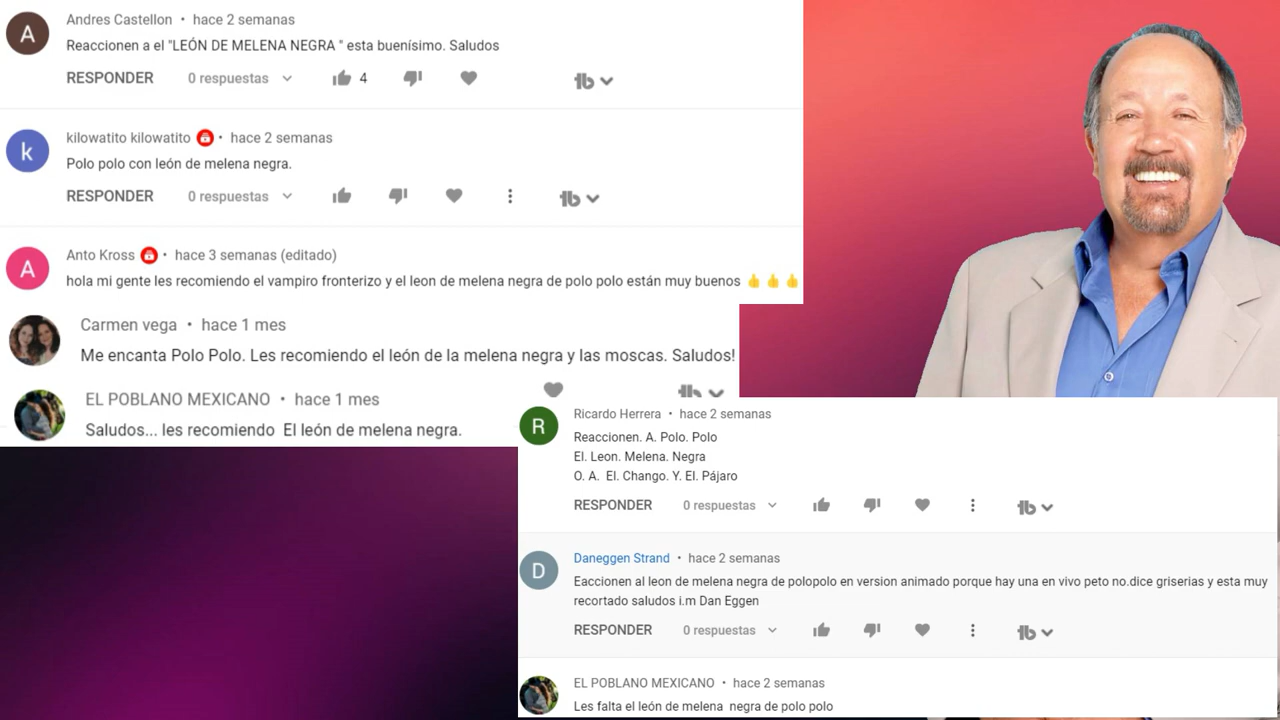 Andres Castellon • hace 2 semanas
Reaccionen a el "LEÓN DE MELENA NEGRA " esta buenísimo. Saludos
RESPONDER 0 respuestas 4
kilowatito kilowatito • hace 2 semanas
Polo polo con león de melena negra.
RESPONDER 0 respuestas
Anto Kross • hace 3 semanas (editado)
hola mi gente les recomiendo el vampiro fronterizo y el leon de melena negra de polo polo están muy buenos 👍👍👍
Carmen vega • hace 1 mes
Me encanta Polo Polo. Les recomiendo el león de la melena negra y las moscas. Saludos!
EL POBLANO MEXICANO • hace 1 mes
Saludos... les recomiendo El león de melena negra.
Ricardo Herrera • hace 2 semanas
Reaccionen. A. Polo. Polo
El. Leon. Melena. Negra
O. A. El. Chango. Y. El. Pájaro
RESPONDER 0 respuestas
Daneggen Strand • hace 2 semanas
Eaccionen al leon de melena negra de polopolo en version animado porque hay una en vivo peto no.dice griserias y esta muy
recortado saludos i.m Dan Eggen
RESPONDER 0 respuestas
EL POBLANO MEXICANO • hace 2 semanas
Les falta el león de melena negra de polo polo